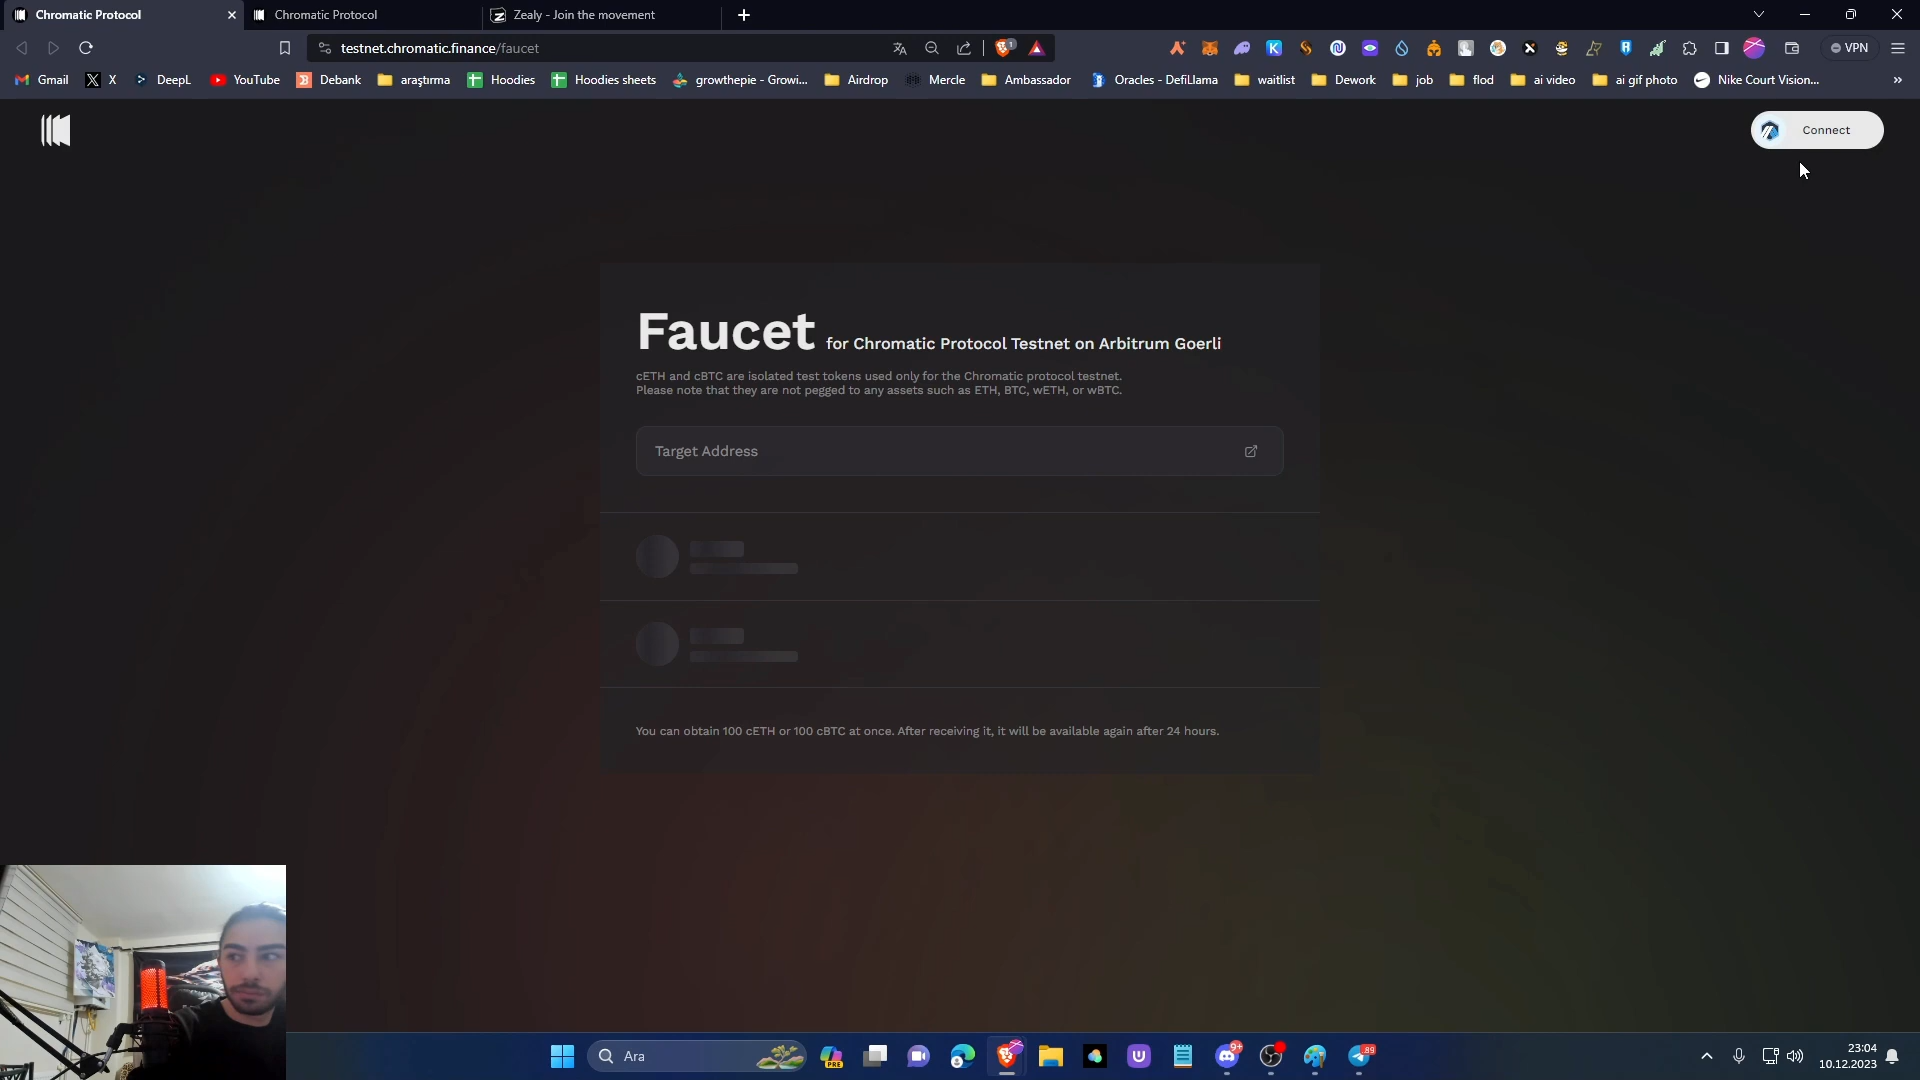 Chromatic Protocol
Chromatic Protocol
Zealy - Join the movement
testnet.chromatic.finance/faucet
1
VPN
Gmail
X
DeepL
YouTube
Debank
araştırma
Hoodies
Hoodies sheets
growthepie - Growi...
Airdrop
Mercle
Ambassador
Oracles - DefiLlama
waitlist
Dework
job
flod
ai video
ai gif photo
Nike Court Vision...
Connect
Faucet for Chromatic Protocol Testnet on Arbitrum Goerli
cETH and cBTC are isolated test tokens used only for the Chromatic protocol testnet.
Please note that they are not pegged to any assets such as ETH, BTC, wETH, or wBTC.
Target Address
You can obtain 100 cETH or 100 cBTC at once. After receiving it, it will be available again after 24 hours.
Ara
PRE
9+
89
23:04
10.12.2023